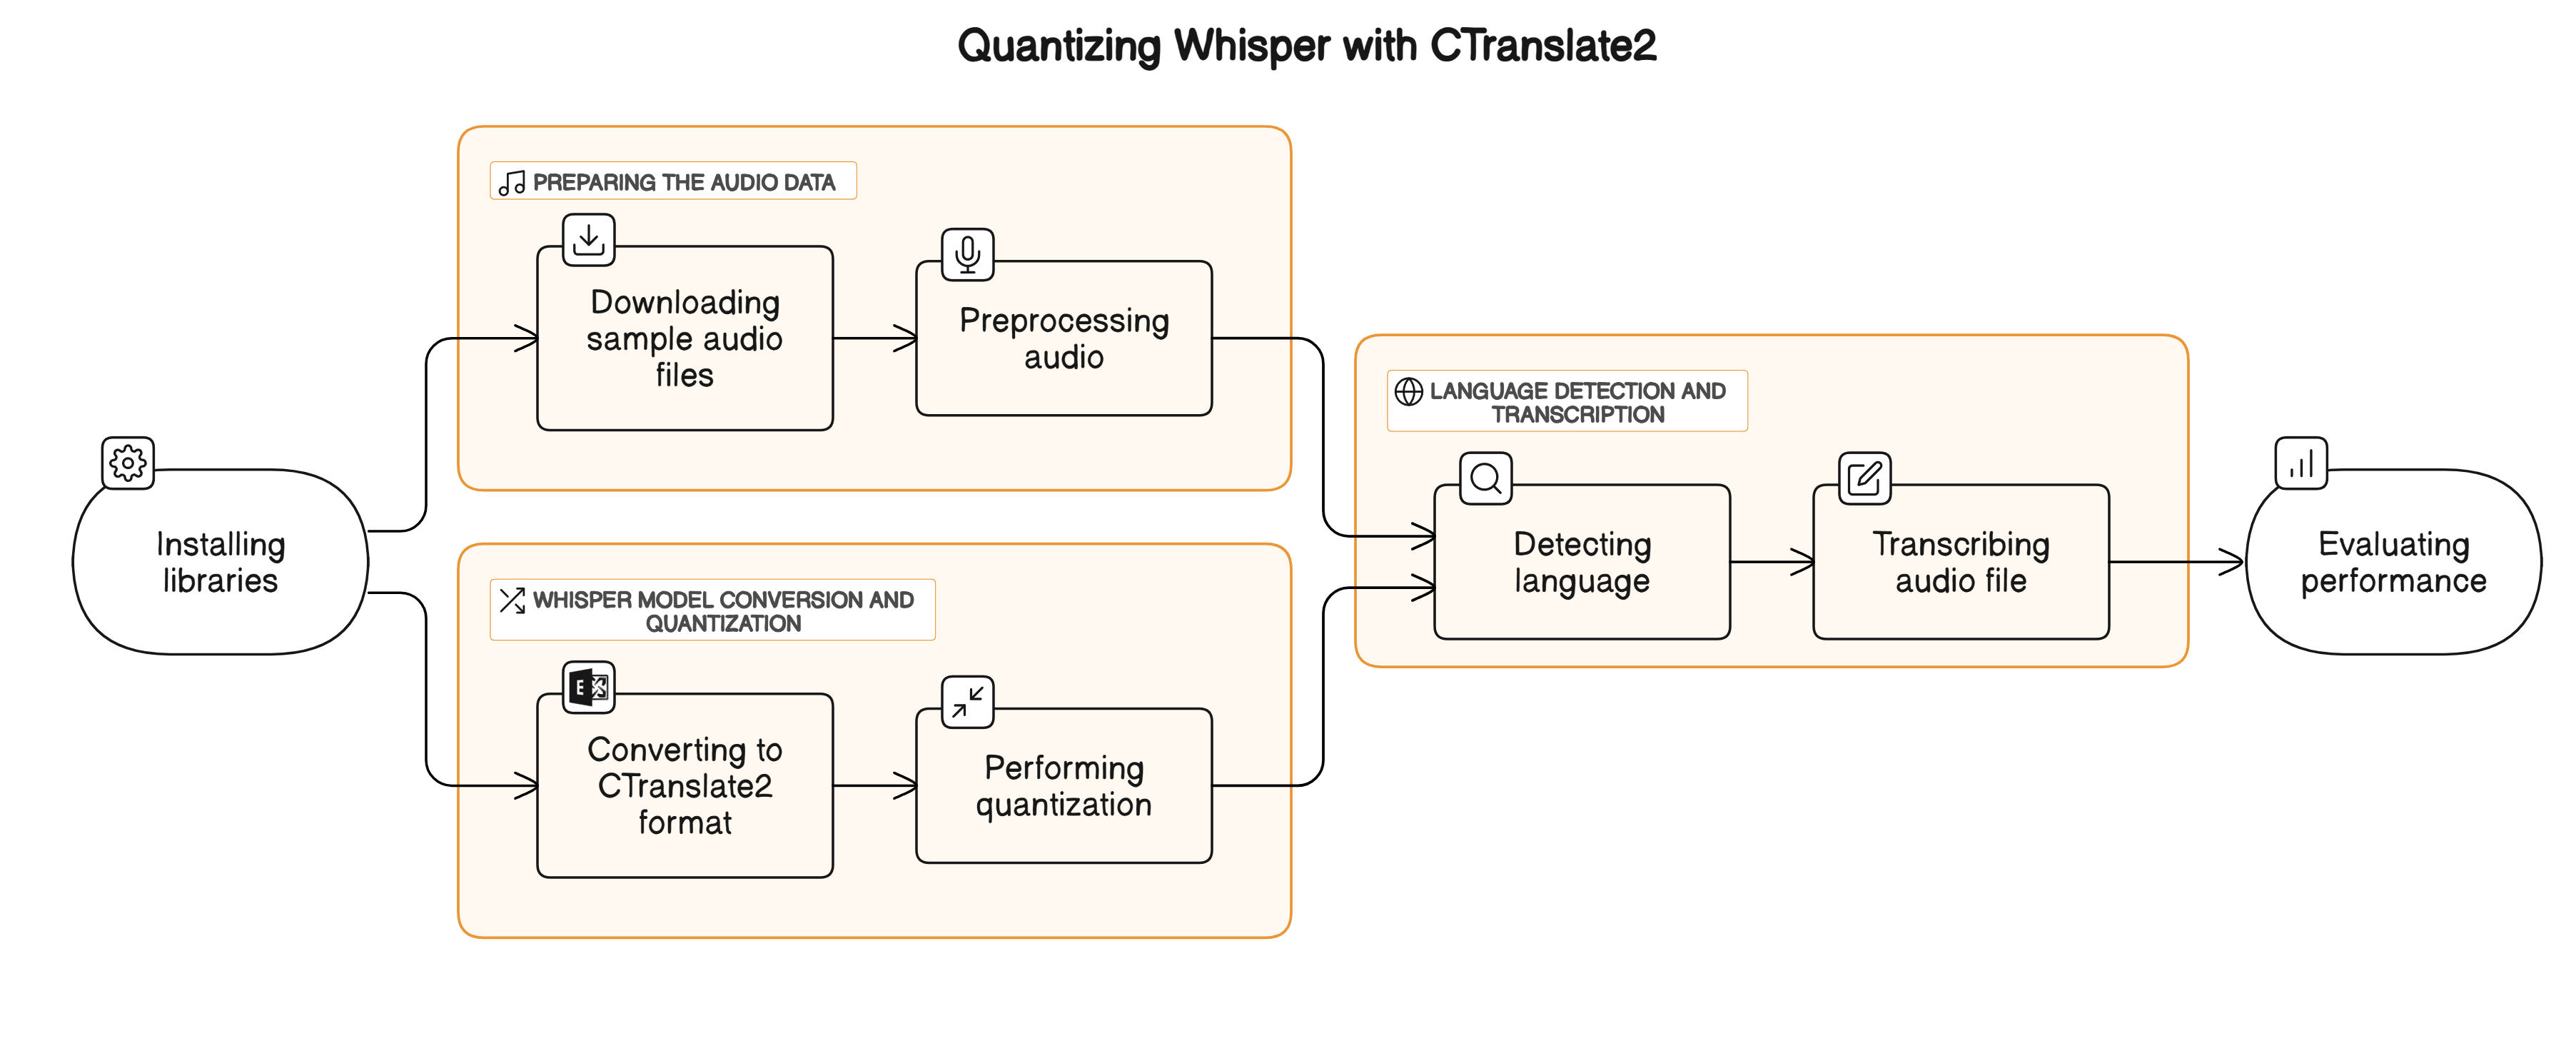 Quantizing Whisper with CTranslate2
PREPARING THE AUDIO DATA
Downloading
sample audio
files
Preprocessing
audio
LANGUAGE DETECTION AND
TRANSCRIPTION
Installing
libraries
Detecting
language
Transcribing
audio file
Evaluating
performance
WHISPER MODEL CONVERSION AND
QUANTIZATION
E
Converting to
CTranslate2
format
Performing
quantization